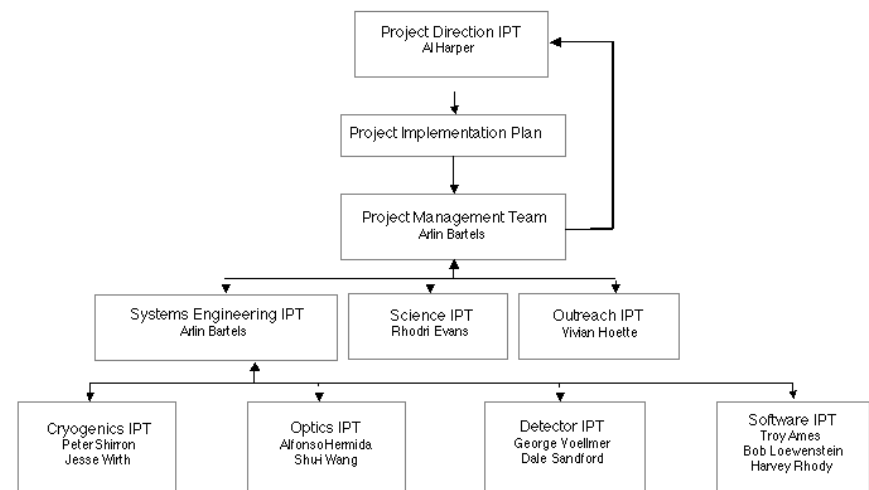 Project Direction IPT
Al Harper
Project Implementation Plan
Project Management Team
Arlin Bartels
Systems Engineering IPT
Arlin Bartels
Science IPT
Rhodri Evans
Outreach IPT
Vivian Hoette
Cryogenics IPT
Peter Shirron
Jesse Wirth
Optics IPT
Alfonso Hermida
Shu-i Wang
Detector IPT
George Voellmer
Dale Sandford
Software IPT
Troy Ames
Bob Loewenstein
Harvey Rhody